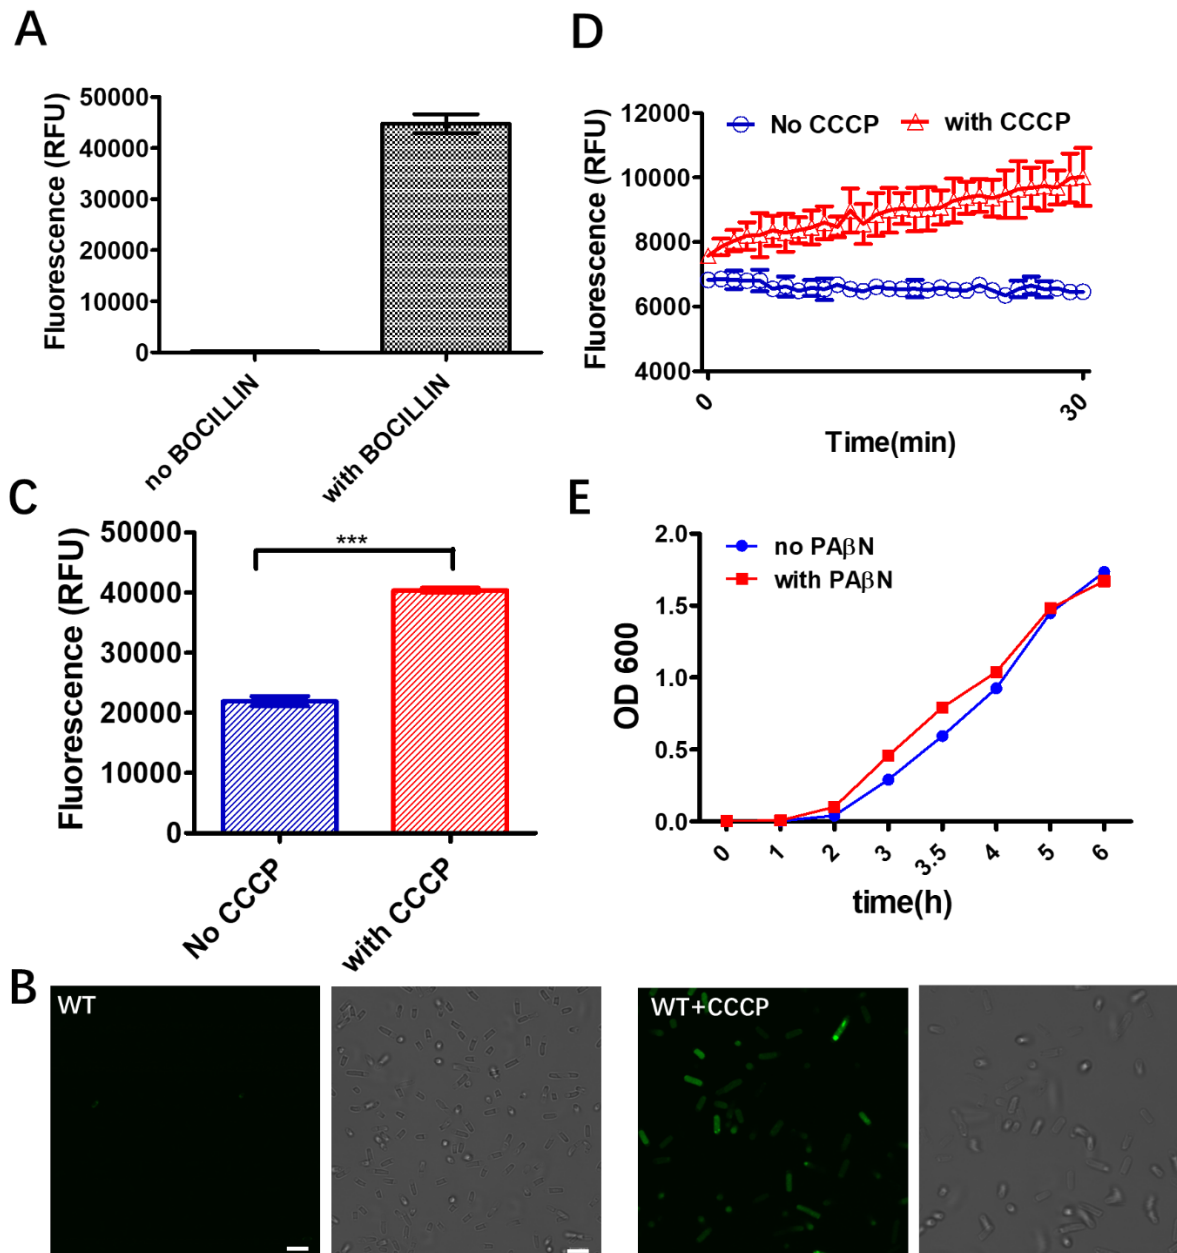 A
Fluorescence (RFU)
50000
40000
30000
20000
10000
0
no BOCILLIN
with BOCILLIN
D
Fluorescence (RFU)
12000
10000
8000
6000
4000
No CCCP
with CCCP
0
30
Time(min)
C
Fluorescence (RFU)
50000
40000
30000
20000
10000
0
***
No CCCP
with CCCP
E
OD 600
2.0
1.5
1.0
0.5
0.0
no PAβN
with PAβN
0
1
2
3
3.5
4
5
6
time(h)
B
WT
WT+CCCP